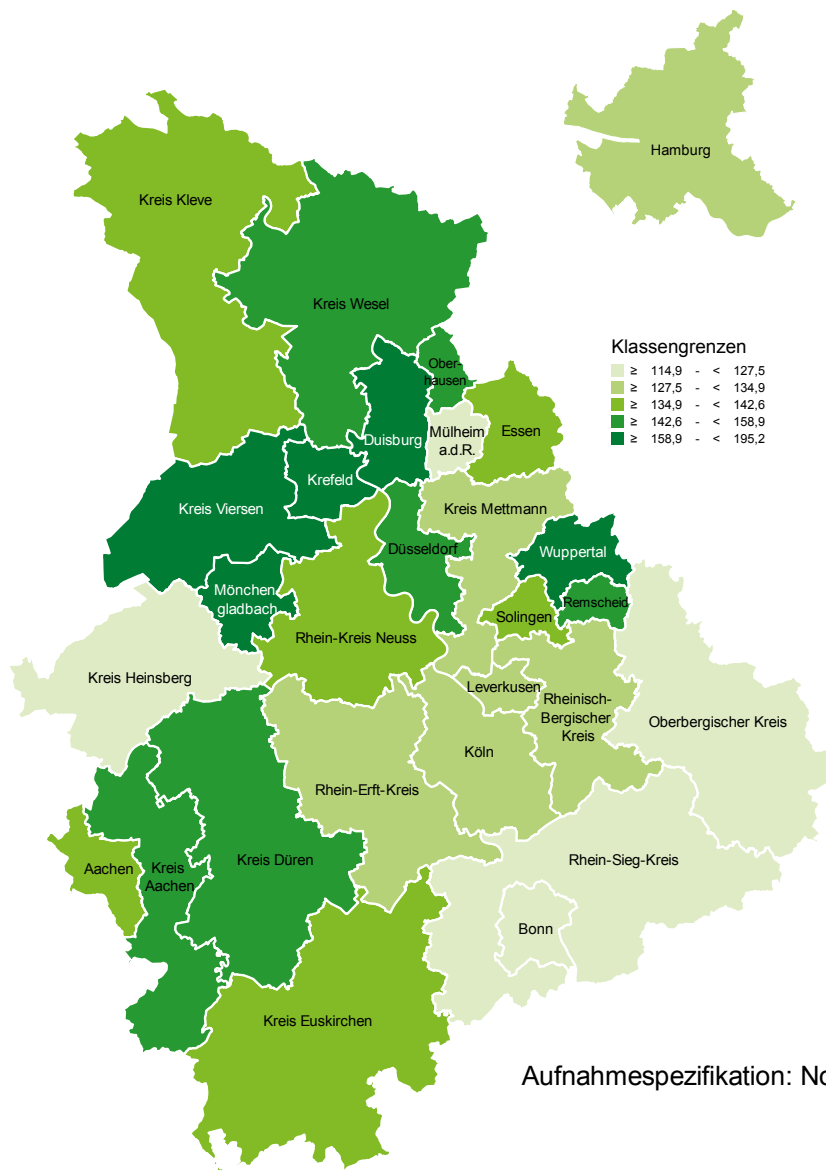 Hamburg
Kreis Kleve
Kreis Wesel
Klassengrenzen
≥ 114,9 - < 127,5
≥ 127,5 - < 134,9
≥ 134,9 - < 142,6
≥ 142,6 - < 158,9
≥ 158,9 - < 195,2
Ober-
hausen
Duisburg
Mülheim
a.d.R.
Essen
Krefeld
Kreis Viersen
Kreis Mettmann
Düsseldorf
Wuppertal
Mönchen
gladbach
Remscheid
Solingen
Rhein-Kreis Neuss
Kreis Heinsberg
Leverkusen
Rheinisch-
Bergischer
Kreis
Oberbergischer Kreis
Köln
Rhein-Erft-Kreis
Aachen
Kreis
Aachen
Kreis Düren
Rhein-Sieg-Kreis
Bonn
Kreis Euskirchen
Aufnahmespezifikation: No